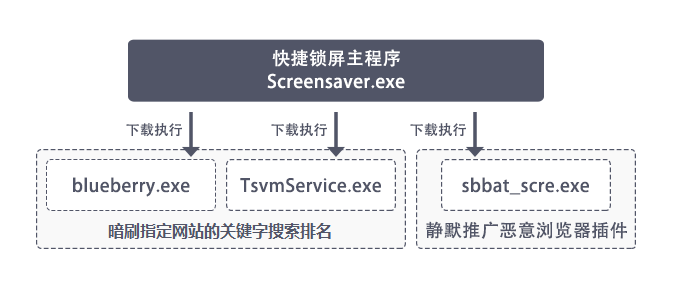 快捷锁屏主程序
Screensaver.exe
下载执行
下载执行
下载执行
blueberry.exe
TsvmService.exe
sbbat_scre.exe
暗刷指定网站的关键字搜索排名
静默推广恶意浏览器插件